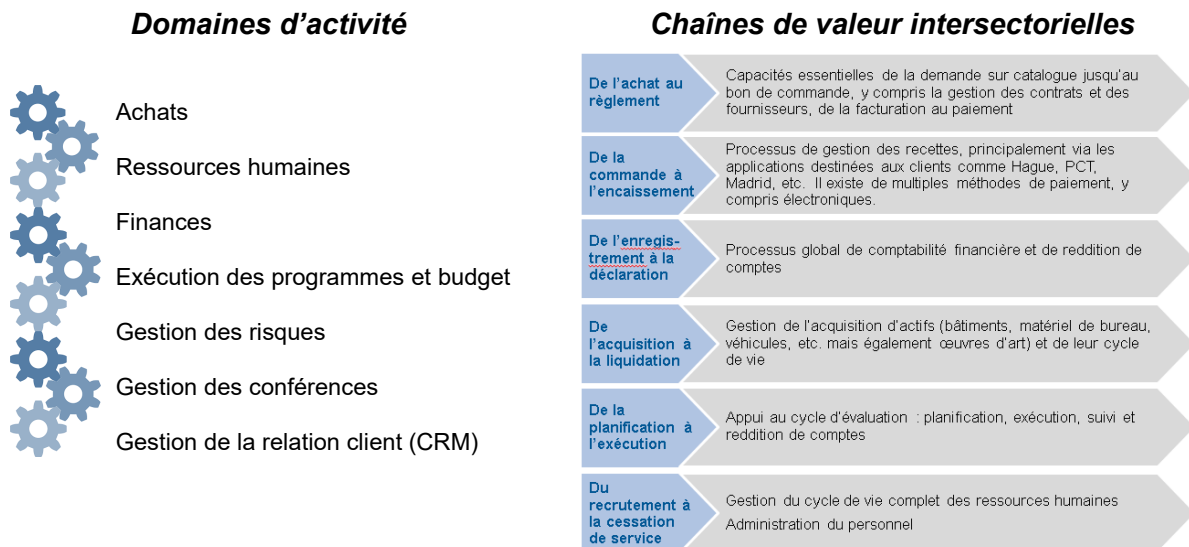 Domaines d'activité
Achats
Ressources humaines
Finances
Exécution des programmes et budget
Gestion des risques
Gestion des conférences
Gestion de la relation client (CRM)
Chaînes de valeur intersectorielles
De l'achat au
règlement
Capacités essentielles de la demande sur catalogue jusqu'au
bon de commande, y compris la gestion des contrats et des
fournisseurs, de la facturation au paiement
De la
commande à
l'encaissement
Processus de gestion des recettes, principalement via les
applications destinées aux clients comme Hague, PCT,
Madrid, etc. Il existe de multiples méthodes de paiement, y
compris électroniques.
De l'enregis-
trement à la
déclaration
Processus global de comptabilité financière et de reddition de
comptes
De
l'acquisition à
la liquidation
Gestion de l'acquisition d'actifs (bâtiments, matériel de bureau,
véhicules, etc. mais également œuvres d'art) et de leur cycle
de vie
De la
planification à
l'exécution
Appui au cycle d'évaluation : planification, exécution, suivi et
reddition de comptes
Du
recrutement à
la cessation
de service
Gestion du cycle de vie complet des ressources humaines
Administration du personnel